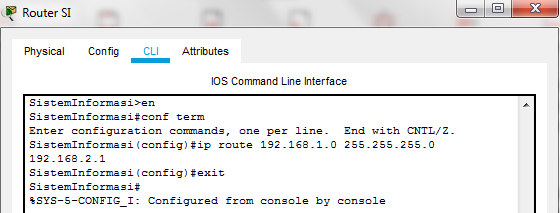 Router SI
Physical Config CLI Attributes
IOS Command Line Interface
SistemInformasi>en
SistemInformasi#conf term
Enter configuration commands, one per line.  End with CNTL/Z.
SistemInformasi(config)#ip route 192.168.1.0 255.255.255.0
192.168.2.1
SistemInformasi(config)#exit
SistemInformasi#
%SYS-5-CONFIG_I: Configured from console by console